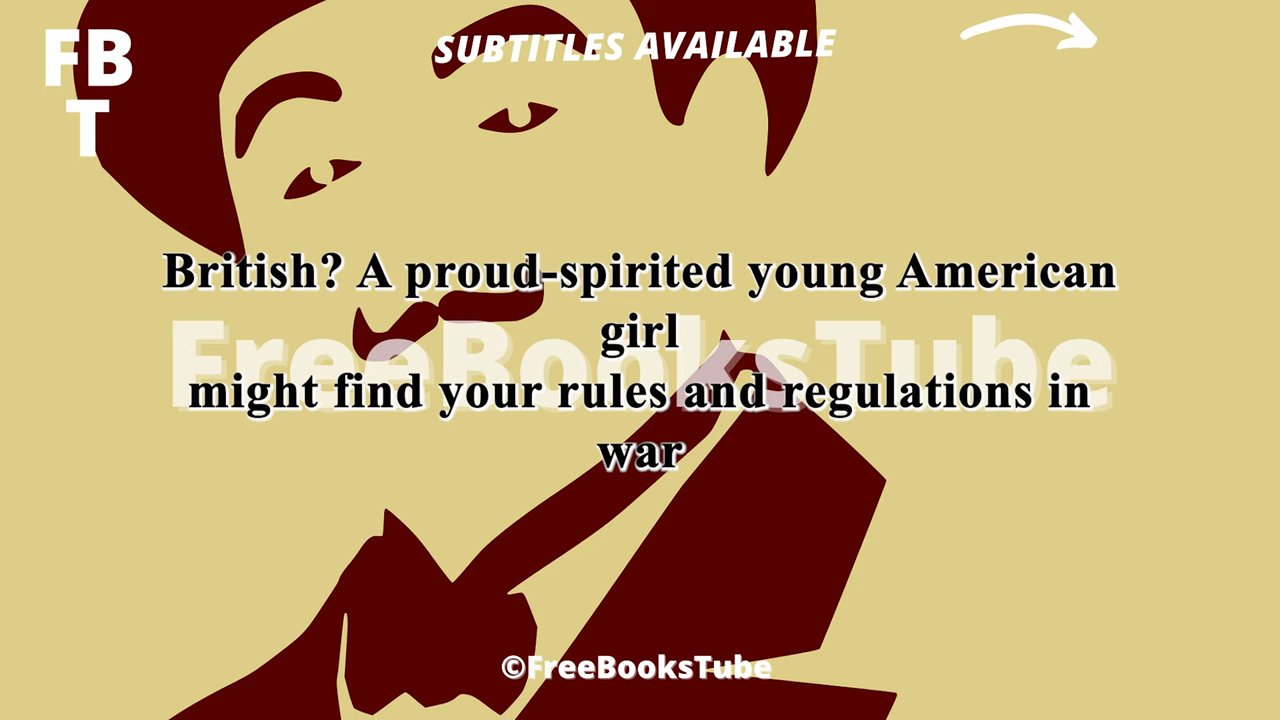 FB
T
SUBTITLES AVAILABLE
British? A proud-spirited young American
girl
FreeBooksTube
might find your rules and regulations in
war
©FreeBooksTube